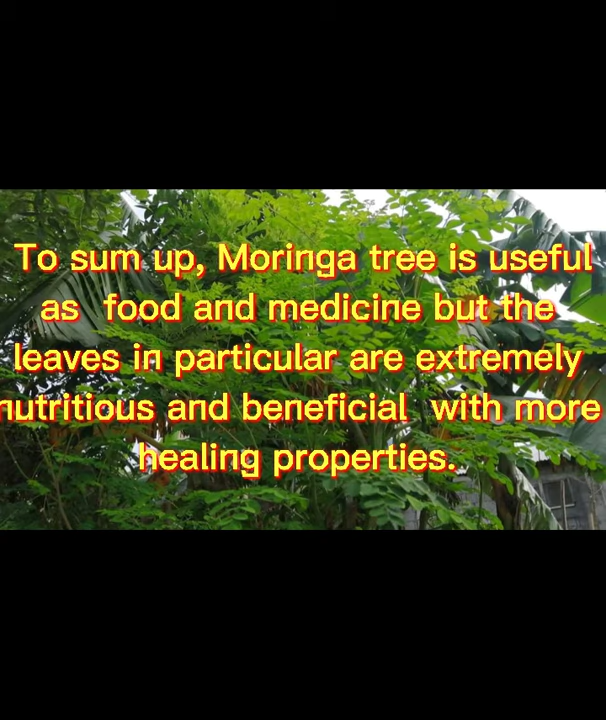 To sum up, Moringa tree is useful
as food and medicine but the
leaves in particular are extremely
nutritious and beneficial with more
healing properties.